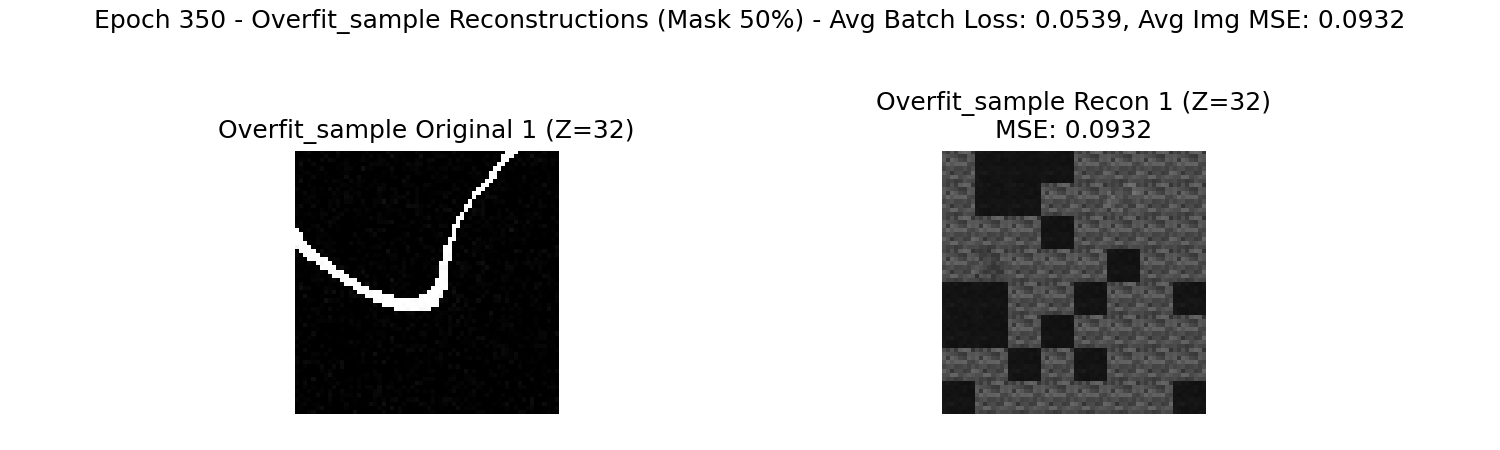 Epoch 350 - Overfit_sample Reconstructions (Mask 50%) - Avg Batch Loss: 0.0539, Avg Img MSE: 0.0932
Overfit_sample Original 1 (Z=32)
Overfit_sample Recon 1 (Z=32)
MSE: 0.0932